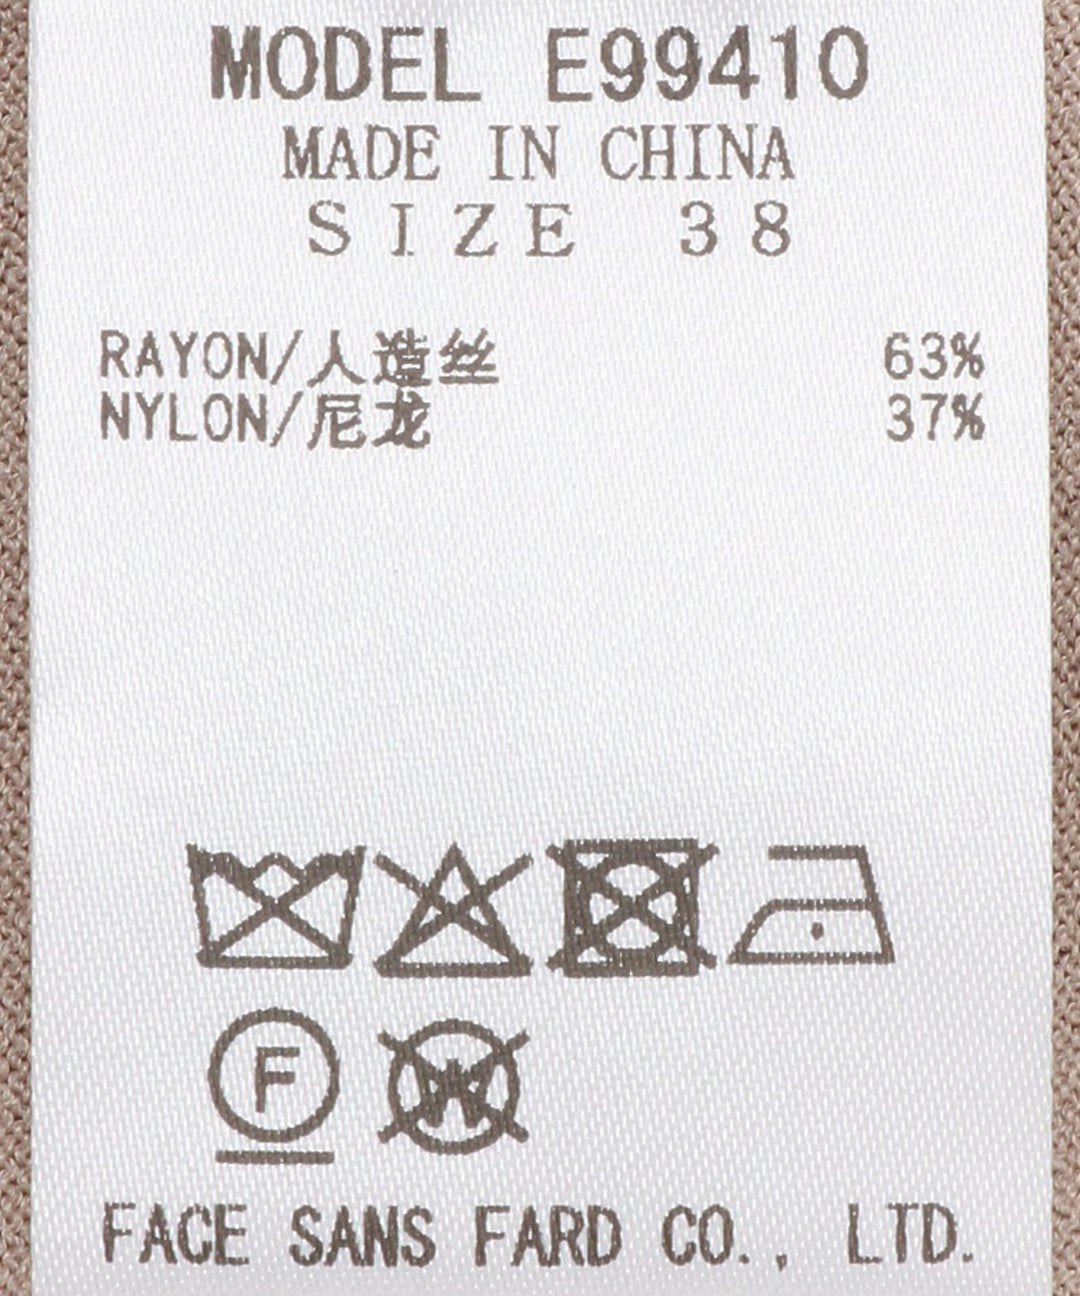 MODEL E99410
MADE IN CHINA
SIZE 38
RAYON/人造丝 63%
NYLON/尼龙 37%
F W
FACE SANS FARD CO., LTD.